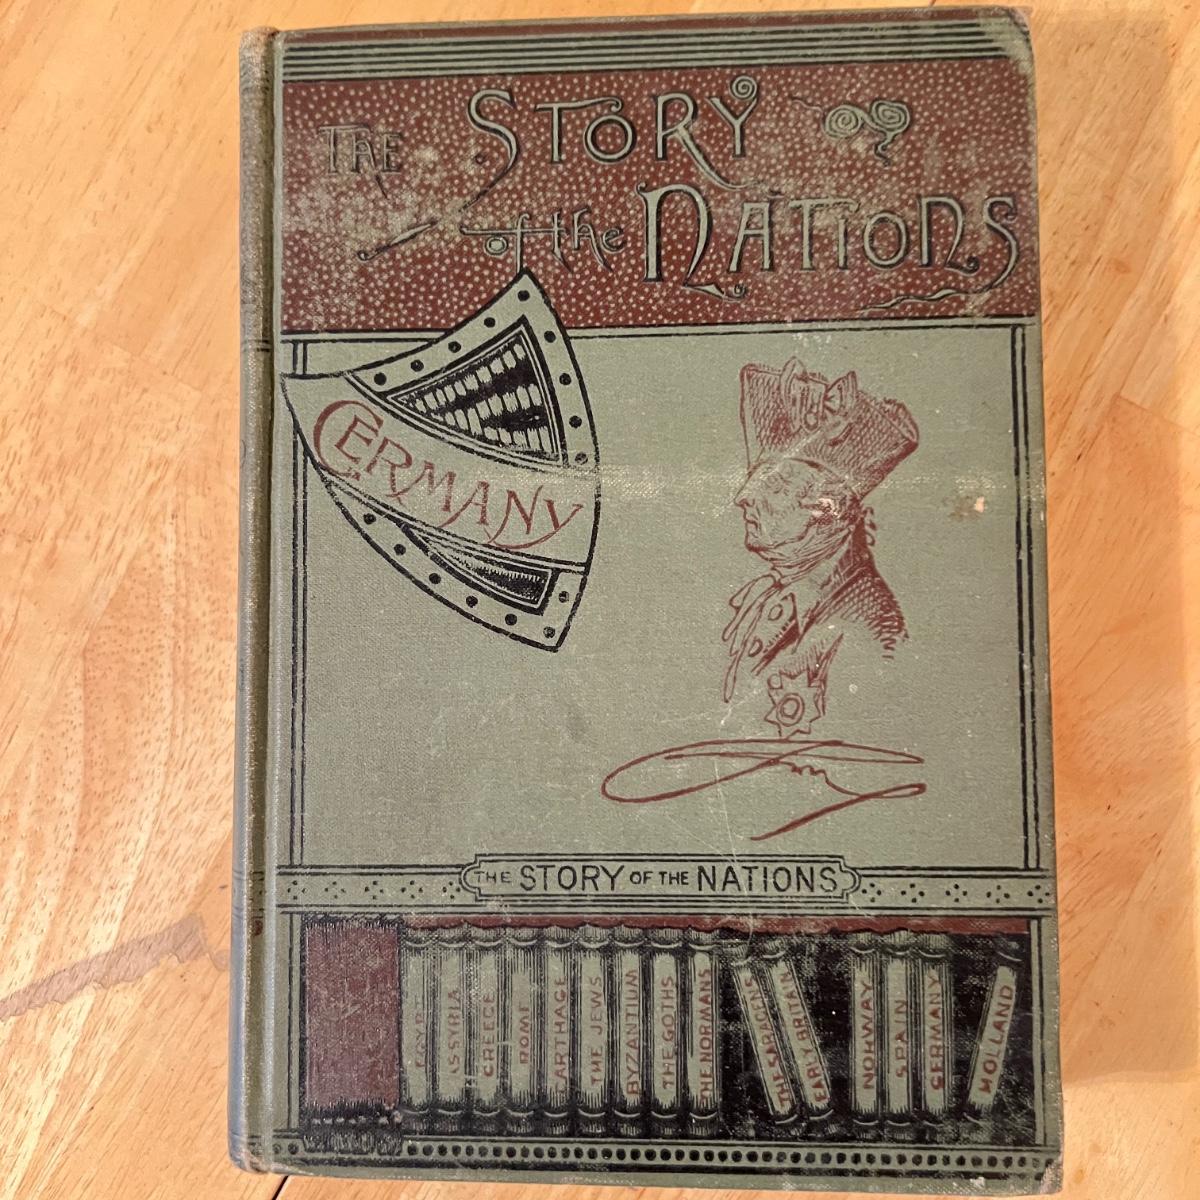 THE STORY
of the NATIONS
GERMANY
THE STORY OF THE NATIONS
EGYPT
ASSYRIA
GREECE
ROME
CARTHAGE
THE JEWS
BYZANTIUM
THE GOTHS
THE NORMANS
THE SARACENS
EARLY BRITAIN
NORWAY
SPAIN
GERMANY
HOLLAND